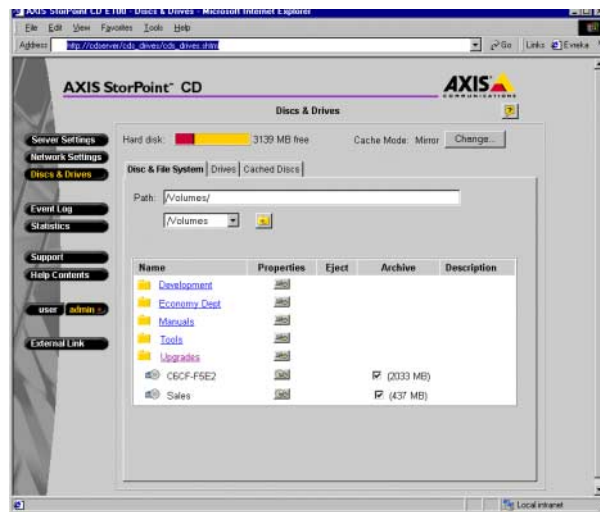 AXIS StorPoint CD E100 - Discs & Drives - Microsoft Internet Explorer
File Edit View Favorites Tools Help
Address http://cdserver/cds_drives/cds_drives.shtml Go Links
AXIS StorPoint CD
AXIS
COMMUNICATIONS
Discs & Drives
Server Settings
Network Settings
Discs & Drives
Event Log
Statistics
Support
Help Contents
user admin
External Link
Hard disk: 3139 MB free Cache Mode: Mirror Change...
Disc & File System Drives Cached Discs
Path: /Volumes/
/Volumes
Name Properties Eject Archive Description
Development
Economy Dept
Manuals
Tools
Upgrades
C6CF-F5E2 (2033 MB)
Sales (437 MB)
Local intranet